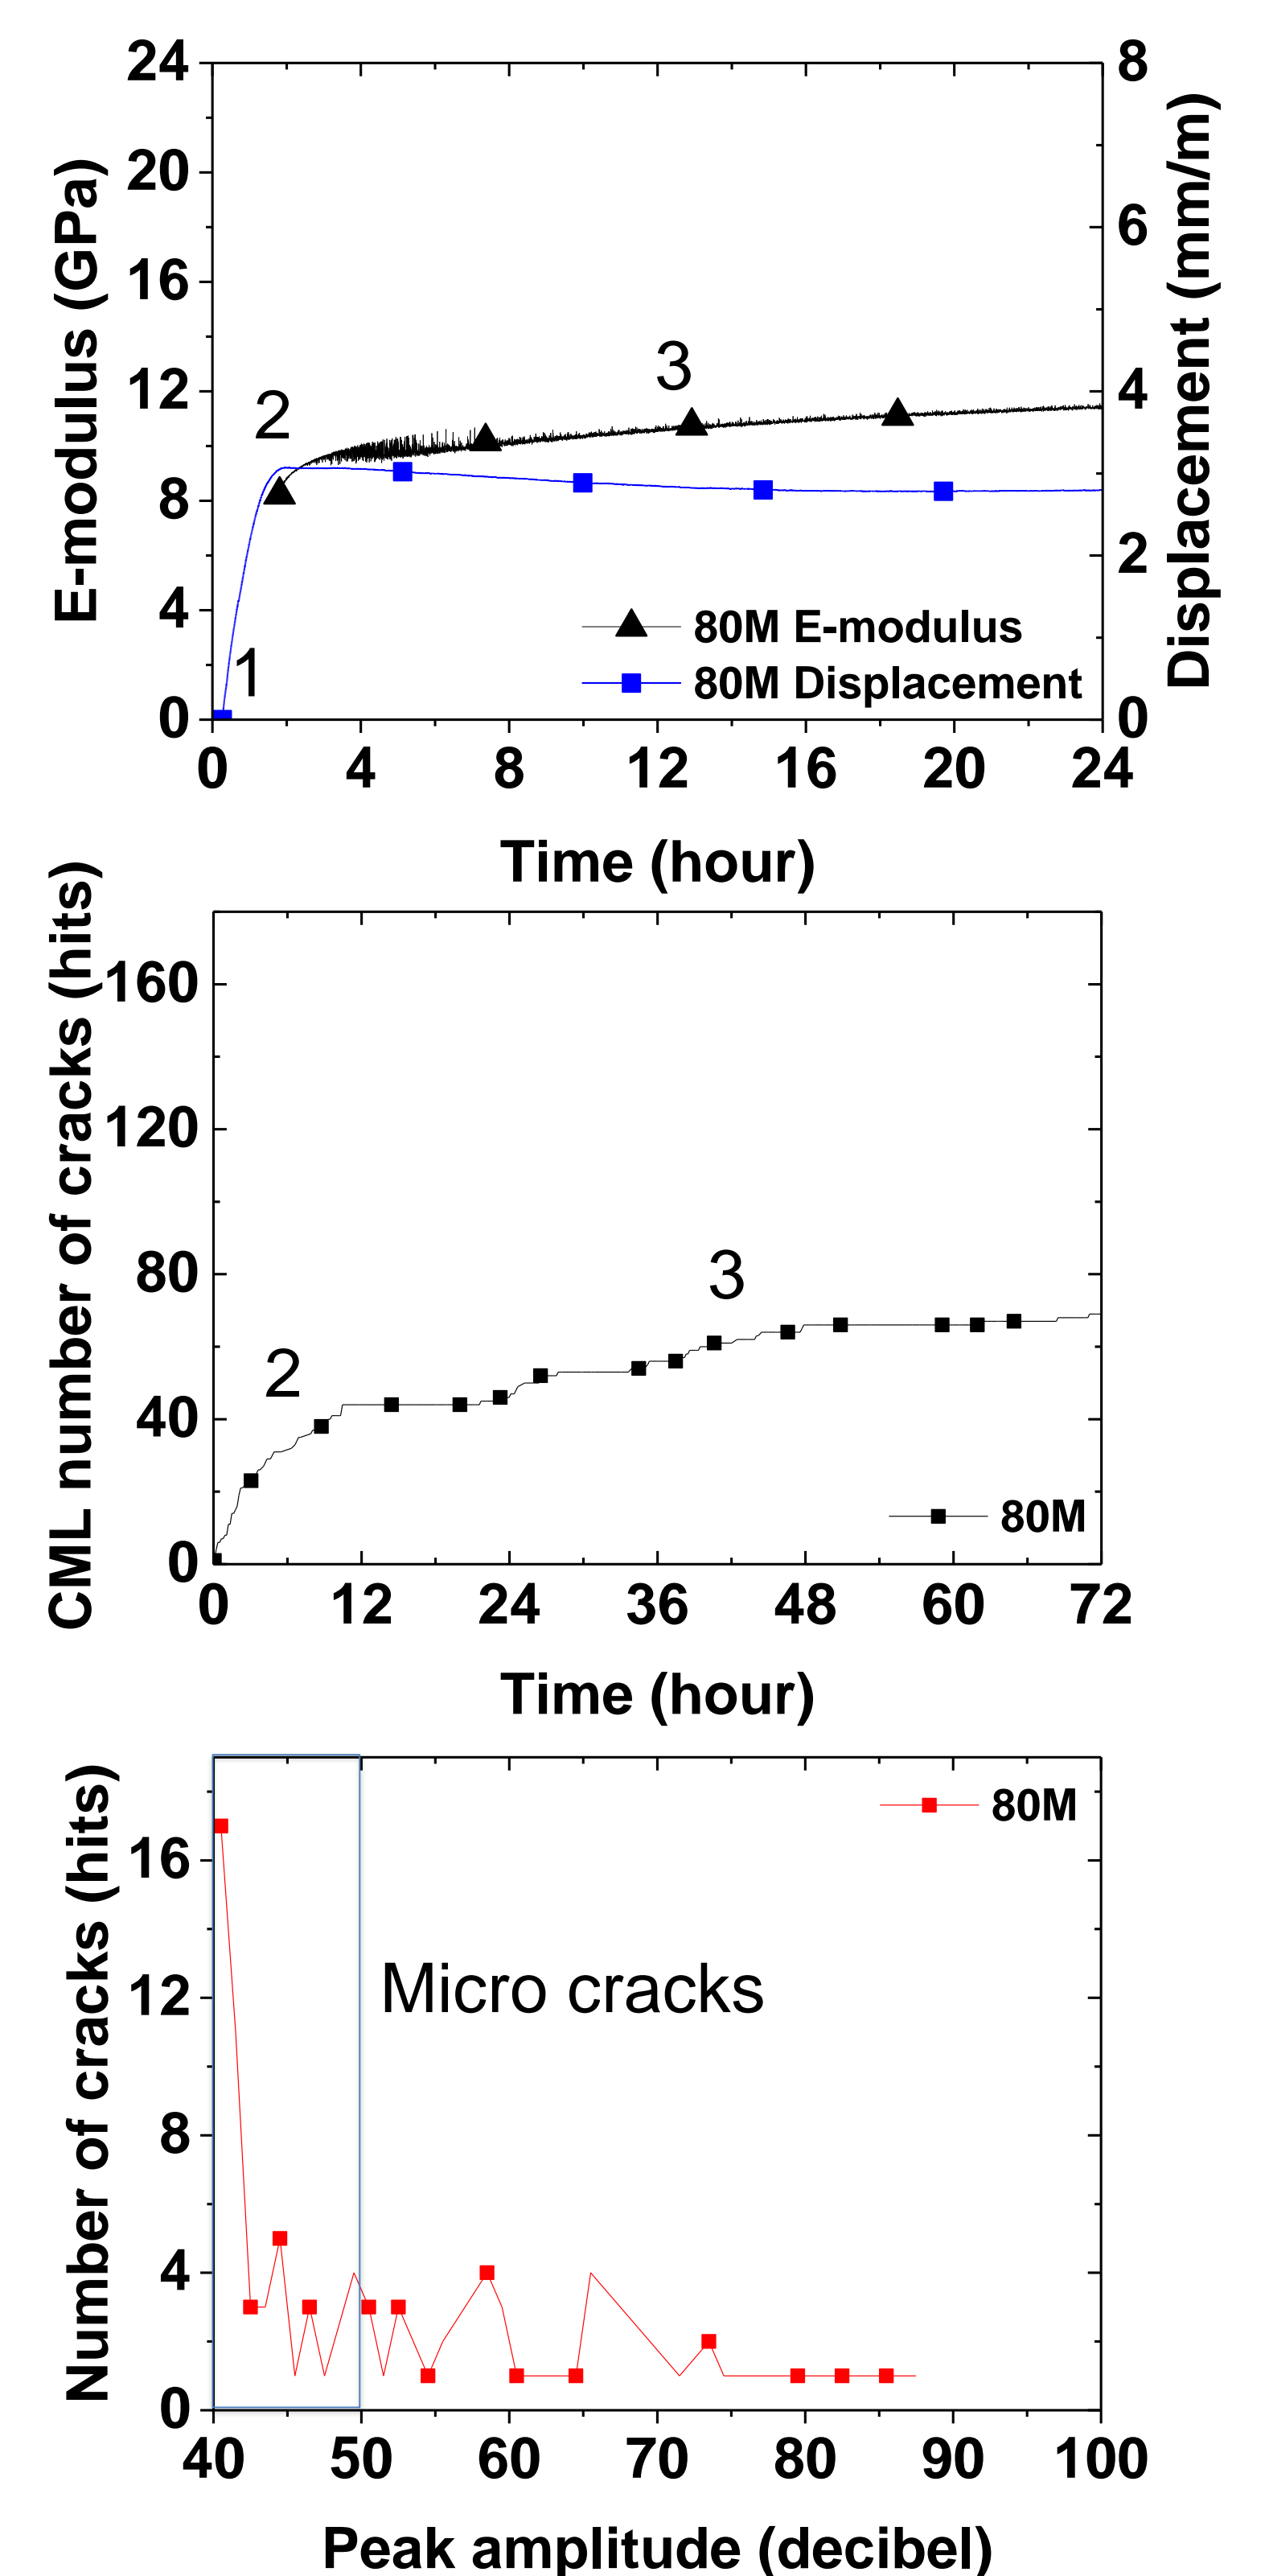 24
20
16
12
8
4
0
E-modulus (GPa)
8
6
4
2
0
Displacement (mm/m)
1
2
3
80M E-modulus
80M Displacement
0 4 8 12 16 20 24
Time (hour)
CML number of cracks (hits)
160
120
80
40
0
2
3
80M
0 12 24 36 48 60 72
Time (hour)
Number of cracks (hits)
16
12
8
4
0
80M
Micro cracks
40 50 60 70 80 90 100
Peak amplitude (decibel)